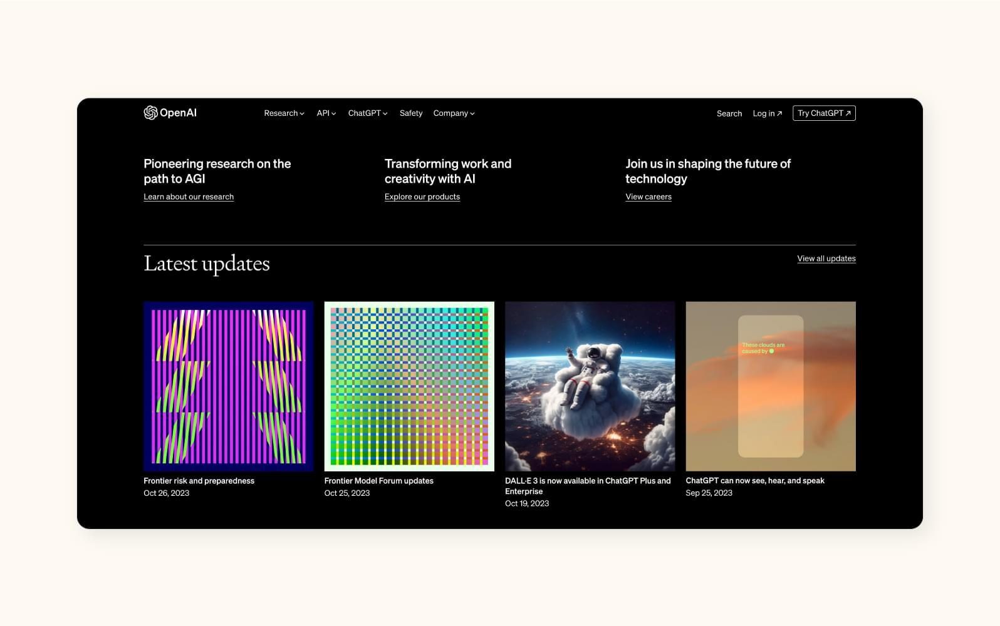 OpenAI
Research
API
ChatGPT
Safety
Company
Search
Log in ↗
Try ChatGPT ↗
Pioneering research on the
path to AGI
Learn about our research
Transforming work and
creativity with AI
Explore our products
Join us in shaping the future of
technology
View careers
Latest updates
View all updates
These clouds are
caused by
Frontier risk and preparedness
Oct 26, 2023
Frontier Model Forum updates
Oct 25, 2023
DALL·E 3 is now available in ChatGPT Plus and
Enterprise
Oct 19, 2023
ChatGPT can now see, hear, and speak
Sep 25, 2023